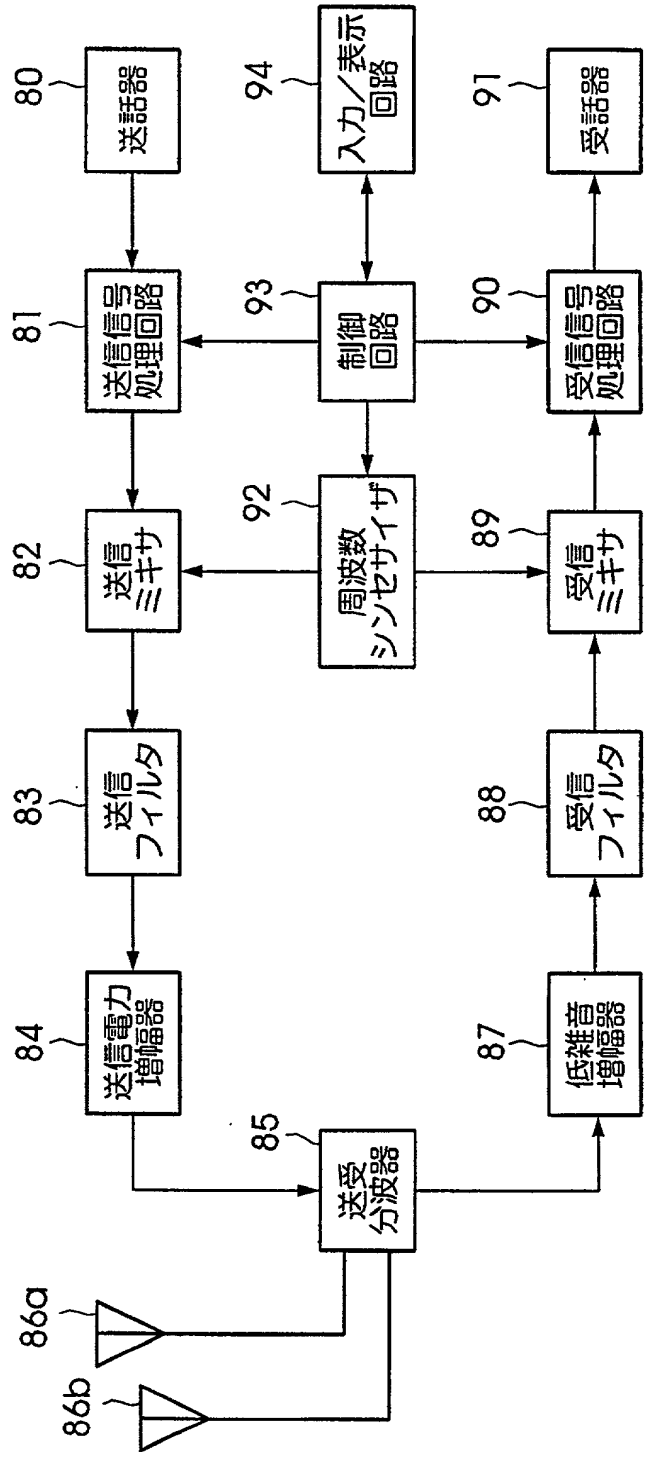 80
送話器
81
送信信号
処理回路
82
送信
ミキサ
83
送信
フィルタ
84
送信電力
増幅器
85
送受
分波器
86a
86b
87
低雑音
増幅器
88
受信
フィルタ
89
受信
ミキサ
90
受信信号
処理回路
91
受話器
92
周波数
シンセサイザ
93
制御
回路
94
入力／表示
回路